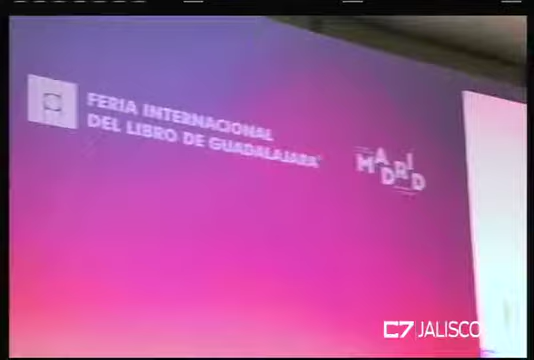 FERIA INTERNACIONAL
DEL LIBRO DE GUADALAJARA
MADRID
C7 JALISCO